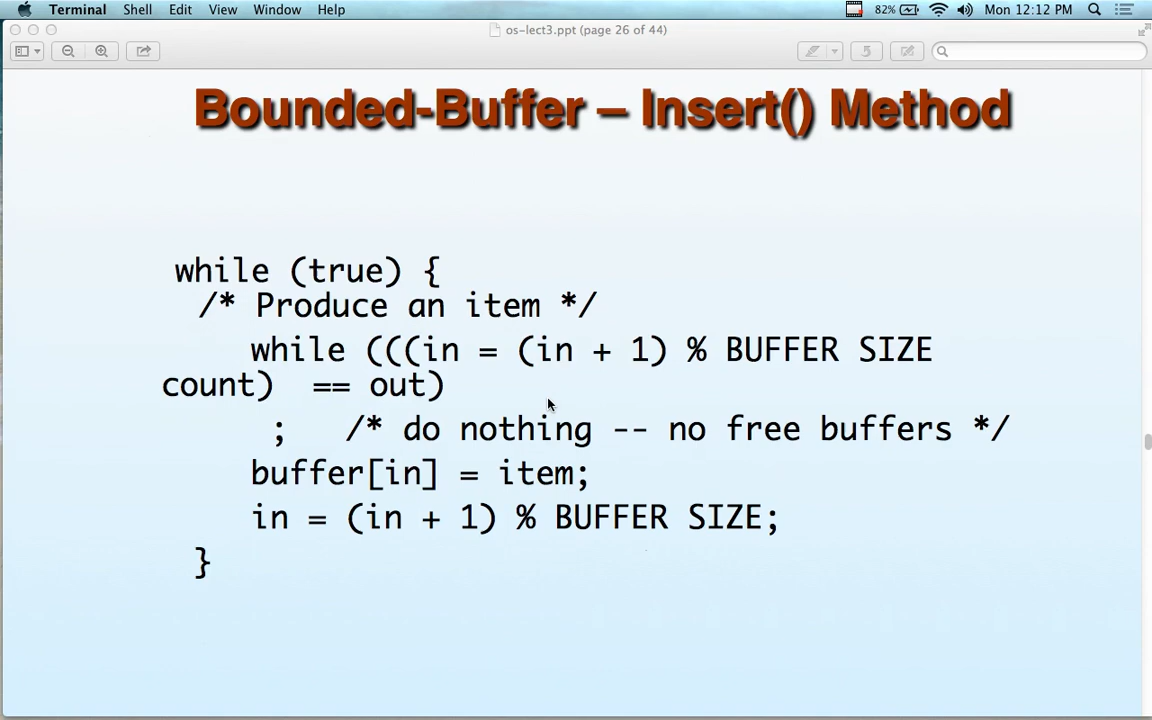 Terminal Shell Edit View Window Help 82% Mon 12:12 PM
os-lect3.ppt (page 26 of 44)
Bounded-Buffer – Insert() Method
while (true) {
/* Produce an item */
while (((in = (in + 1) % BUFFER SIZE
count) == out)
; /* do nothing -- no free buffers */
buffer[in] = item;
in = (in + 1) % BUFFER SIZE;
}